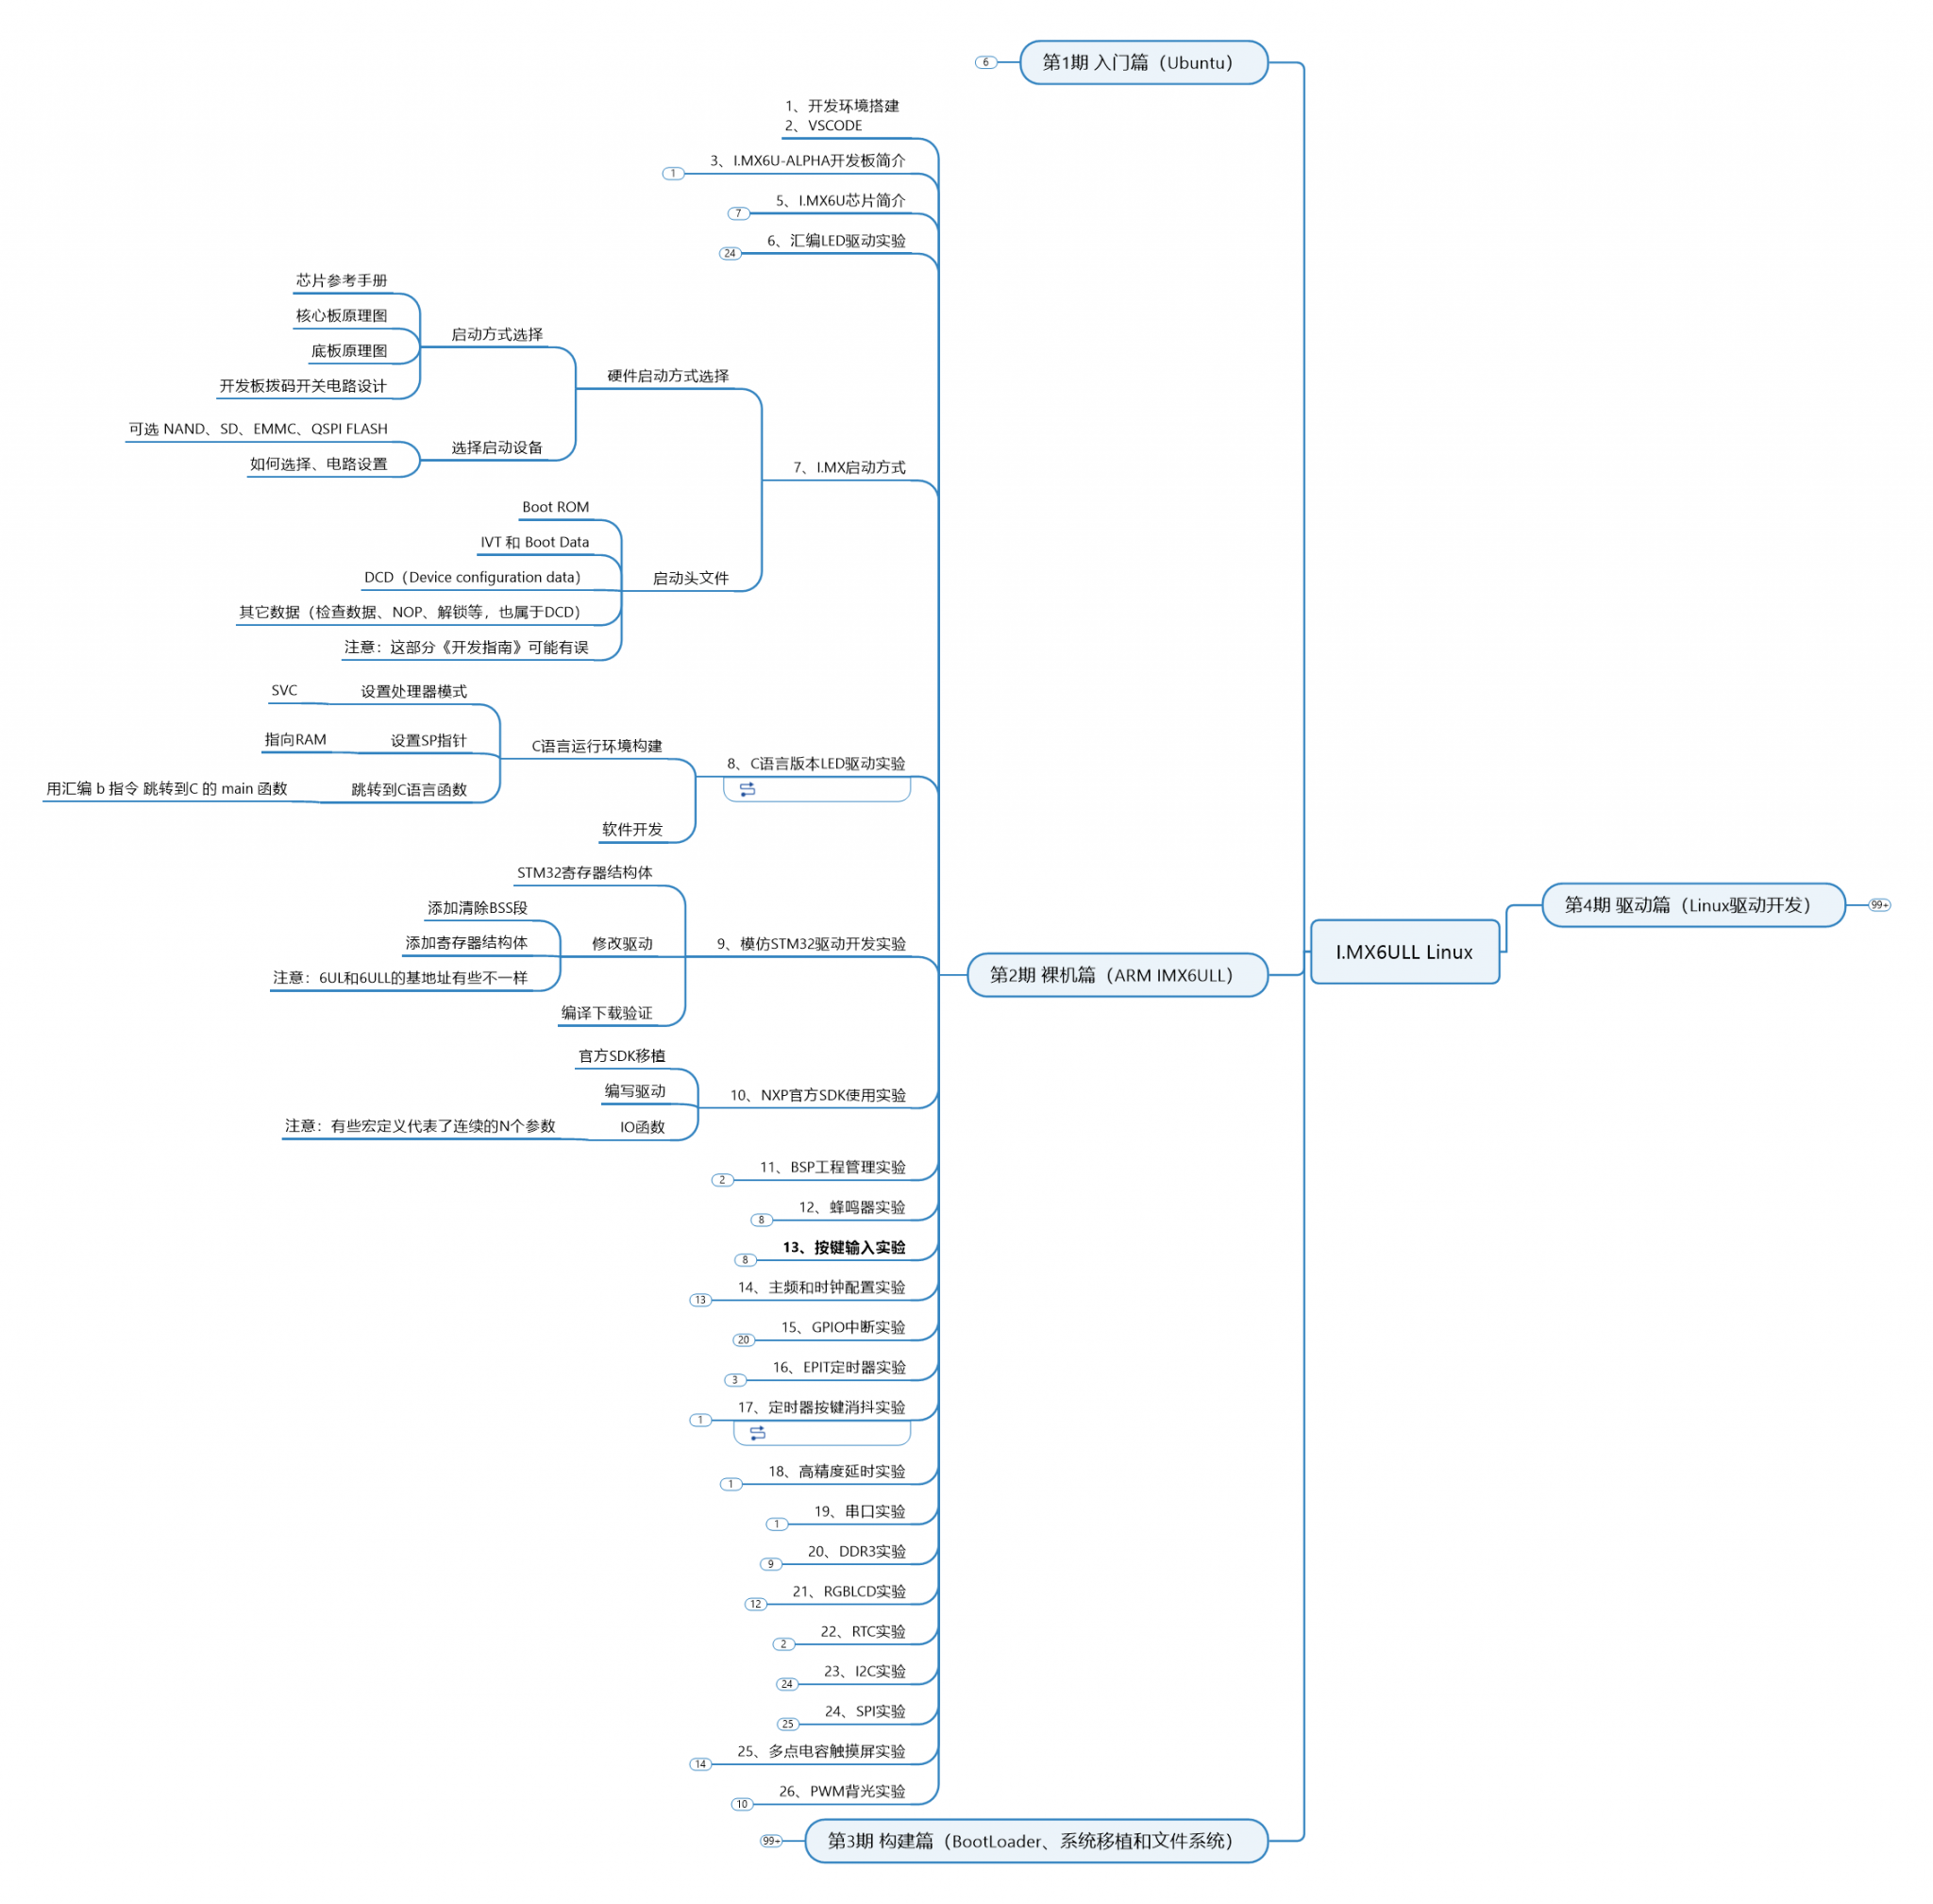 第1期 入门篇（Ubuntu）
6
1、开发环境搭建
2、VSCODE
3、I.MX6U-ALPHA开发板简介
1
5、I.MX6U芯片简介
7
6、汇编LED驱动实验
24
芯片参考手册
核心板原理图
底板原理图
开发板拨码开关电路设计
启动方式选择
可选 NAND、SD、EMMC、QSPI FLASH
如何选择、电路设置
选择启动设备
硬件启动方式选择
7、I.MX启动方式
Boot ROM
IVT 和 Boot Data
DCD（Device configuration data）
其它数据（检查数据、NOP、解锁等，也属于DCD）
注意：这部分《开发指南》可能有误
启动头文件
SVC
设置处理器模式
指向RAM
设置SP指针
用汇编 b 指令 跳转到C 的 main 函数
跳转到C语言函数
C语言运行环境构建
软件开发
8、C语言版本LED驱动实验
STM32寄存器结构体
添加清除BSS段
添加寄存器结构体
注意：6UL和6ULL的基地址有些不一样
修改驱动
编译下载验证
9、模仿STM32驱动开发实验
官方SDK移植
编写驱动
注意：有些宏定义代表了连续的N个参数
IO函数
10、NXP官方SDK使用实验
11、BSP工程管理实验
2
12、蜂鸣器实验
8
13、按键输入实验
8
14、主频和时钟配置实验
13
15、GPIO中断实验
20
16、EPIT定时器实验
3
17、定时器按键消抖实验
1
18、高精度延时实验
1
19、串口实验
1
20、DDR3实验
9
21、RGBLCD实验
12
22、RTC实验
2
23、I2C实验
24
24、SPI实验
25
25、多点电容触摸屏实验
14
26、PWM背光实验
10
第2期 裸机篇（ARM IMX6ULL）
第3期 构建篇（BootLoader、系统移植和文件系统）
99+
I.MX6ULL Linux
第4期 驱动篇（Linux驱动开发）
99+